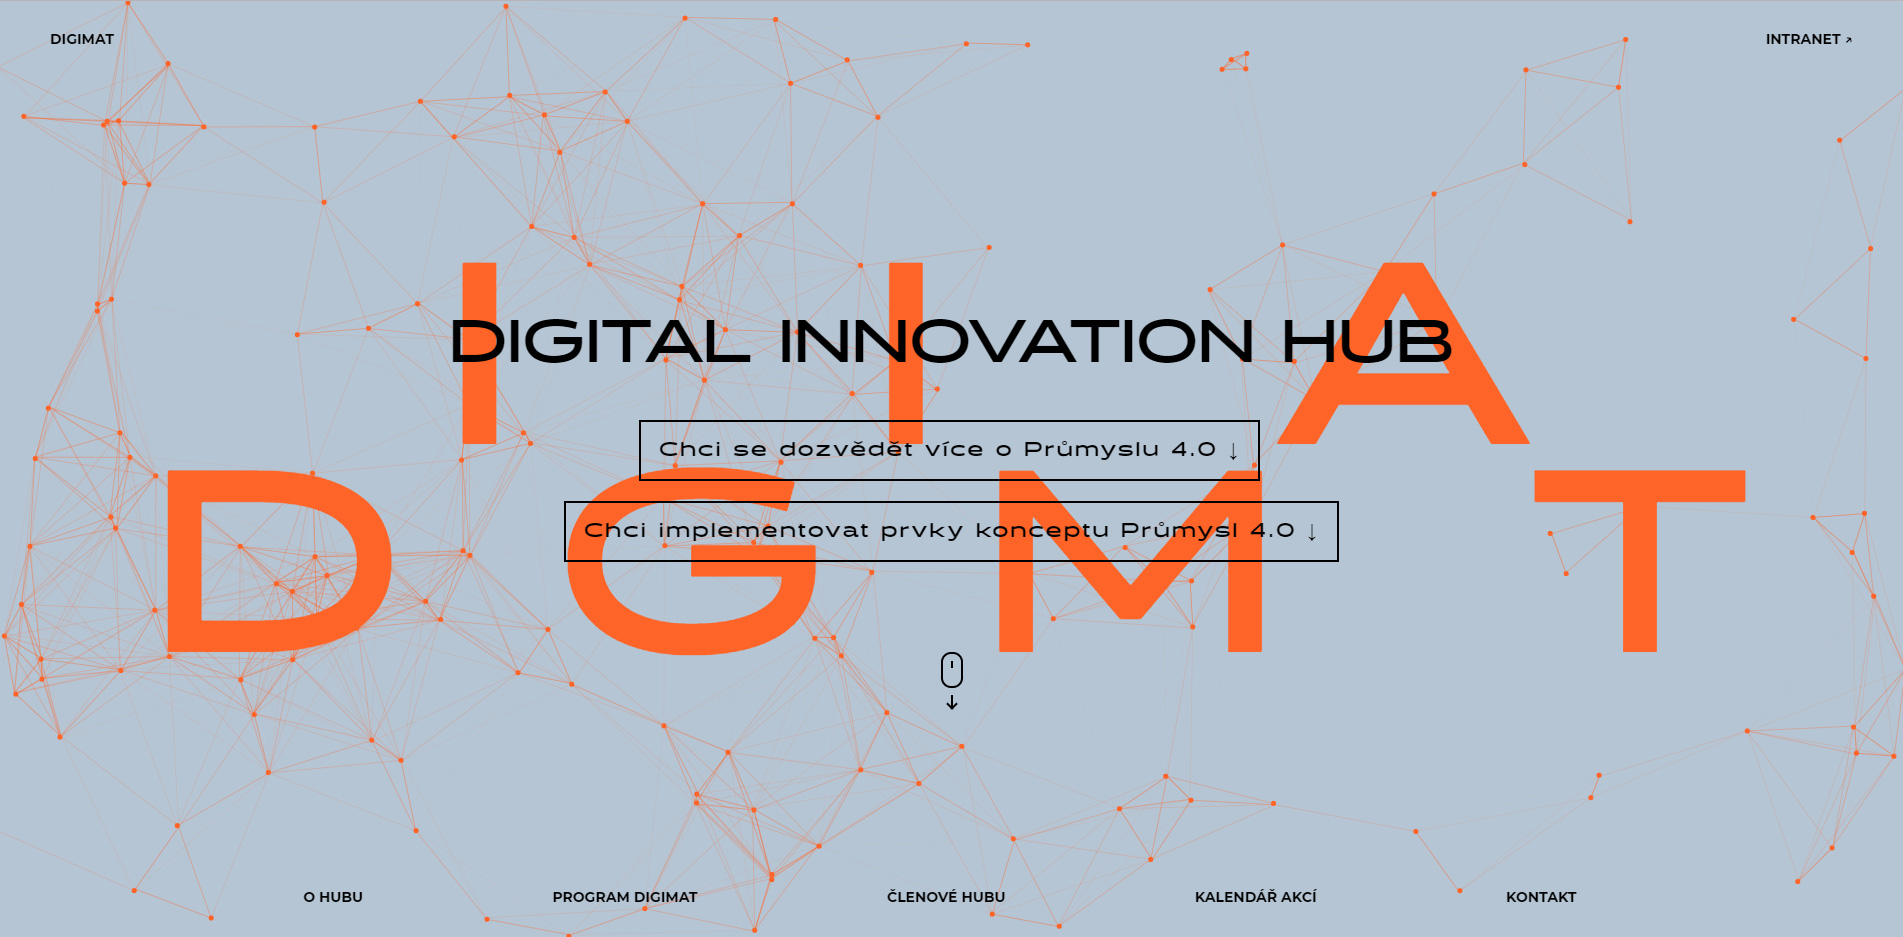 DIGIMAT
INTRANET ↗
I I A
DIGITAL INNOVATION HUB
Chci se dozvědět více o Průmyslu 4.0 ↓
D G M T
Chci implementovat prvky konceptu Průmysl 4.0 ↓
O HUBU
PROGRAM DIGIMAT
ČLENOVÉ HUBU
KALENDÁŘ AKCÍ
KONTAKT